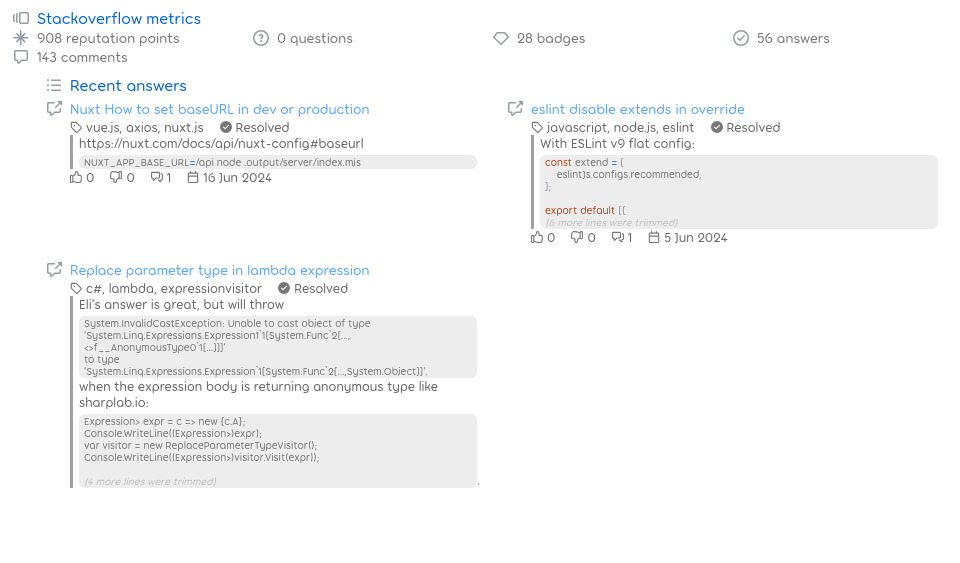 Stackoverflow metrics
908 reputation points
0 questions
28 badges
56 answers
143 comments
Recent answers
Nuxt How to set baseURL in dev or production
vue.js, axios, nuxt.js Resolved
https://nuxt.com/docs/api/nuxt-config#baseurl
NUXT_APP_BASE_URL=/api node .output/server/index.mis
0 0 1 16 Jun 2024
eslint disable extends in override
javascript, node.js, eslint Resolved
With ESLint v9 flat config:
const extend = [
eslintJs.configs.recommended,
];
export default [{
(6 more lines were trimmed)
0 0 1 5 Jun 2024
Replace parameter type in lambda expression
c#, lambda, expressionvisitor Resolved
Eli's answer is great, but will throw
System.InvalidCastException: Unable to cast object of type
'System.Linq.Expressions.Expression1`1[System.Func`2[...,
<>f__AnonymousType0`1[...]]]'
to type
'System.Linq.Expressions.Expression`1[System.Func`2[...,System.Object]]'.
when the expression body is returning anonymous type like
sharplab.io:
Expression> expr = c => new {c.A};
Console.WriteLine((Expression>)expr);
var visitor = new ReplaceParameterTypeVisitor();
Console.WriteLine((Expression>)visitor.Visit(expr));
(4 more lines were trimmed)
.